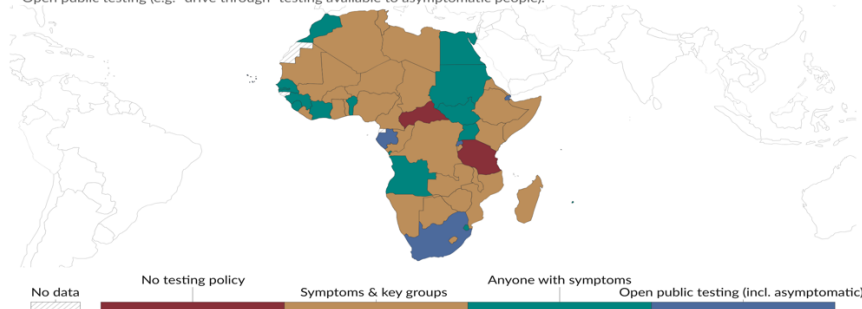 Open public testing (e.g. "drive through" testing available to asymptomatic people).
No data
No testing policy
Symptoms & key groups
Anyone with symptoms
Open public testing (incl. asymptomatic)